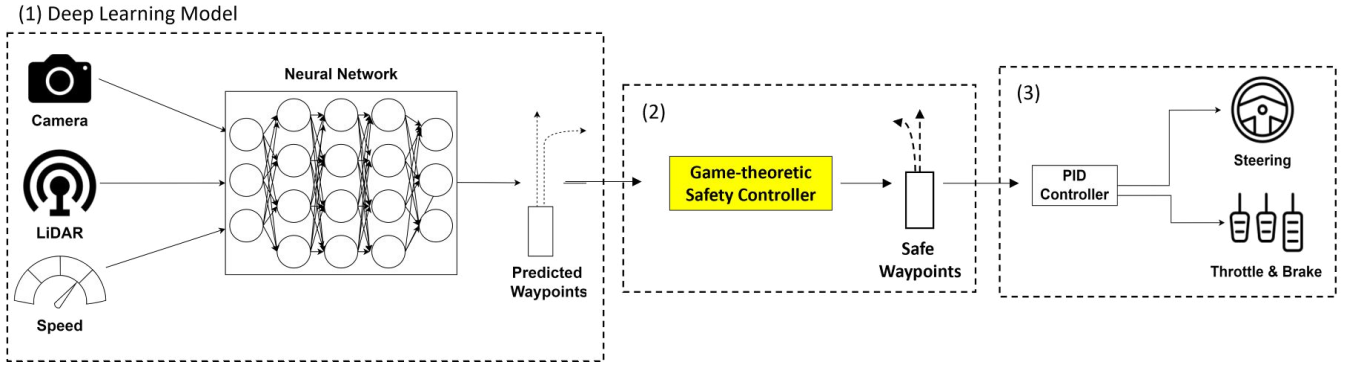 (1) Deep Learning Model
Camera
LiDAR
Speed
Neural Network
Predicted
Waypoints
(2)
Game-theoretic
Safety Controller
Safe
Waypoints
(3)
PID
Controller
Steering
Throttle & Brake